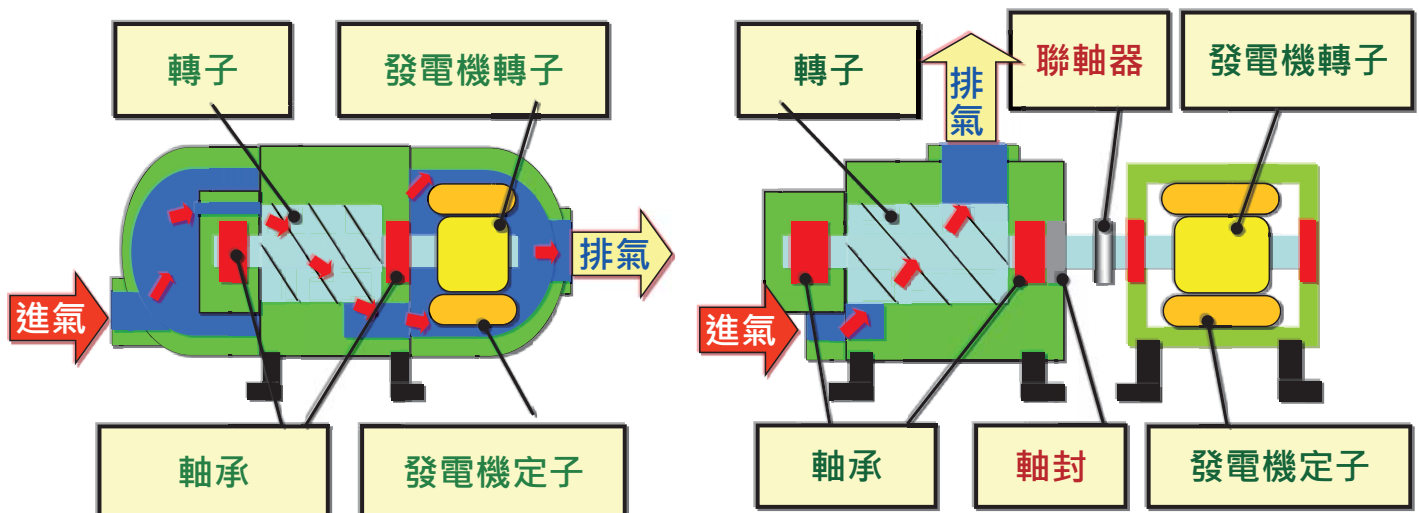 轉子
發電機轉子
進氣
排氣
軸承
發電機定子
轉子
排
氣
聯軸器
發電機轉子
進氣
軸承
軸封
發電機定子